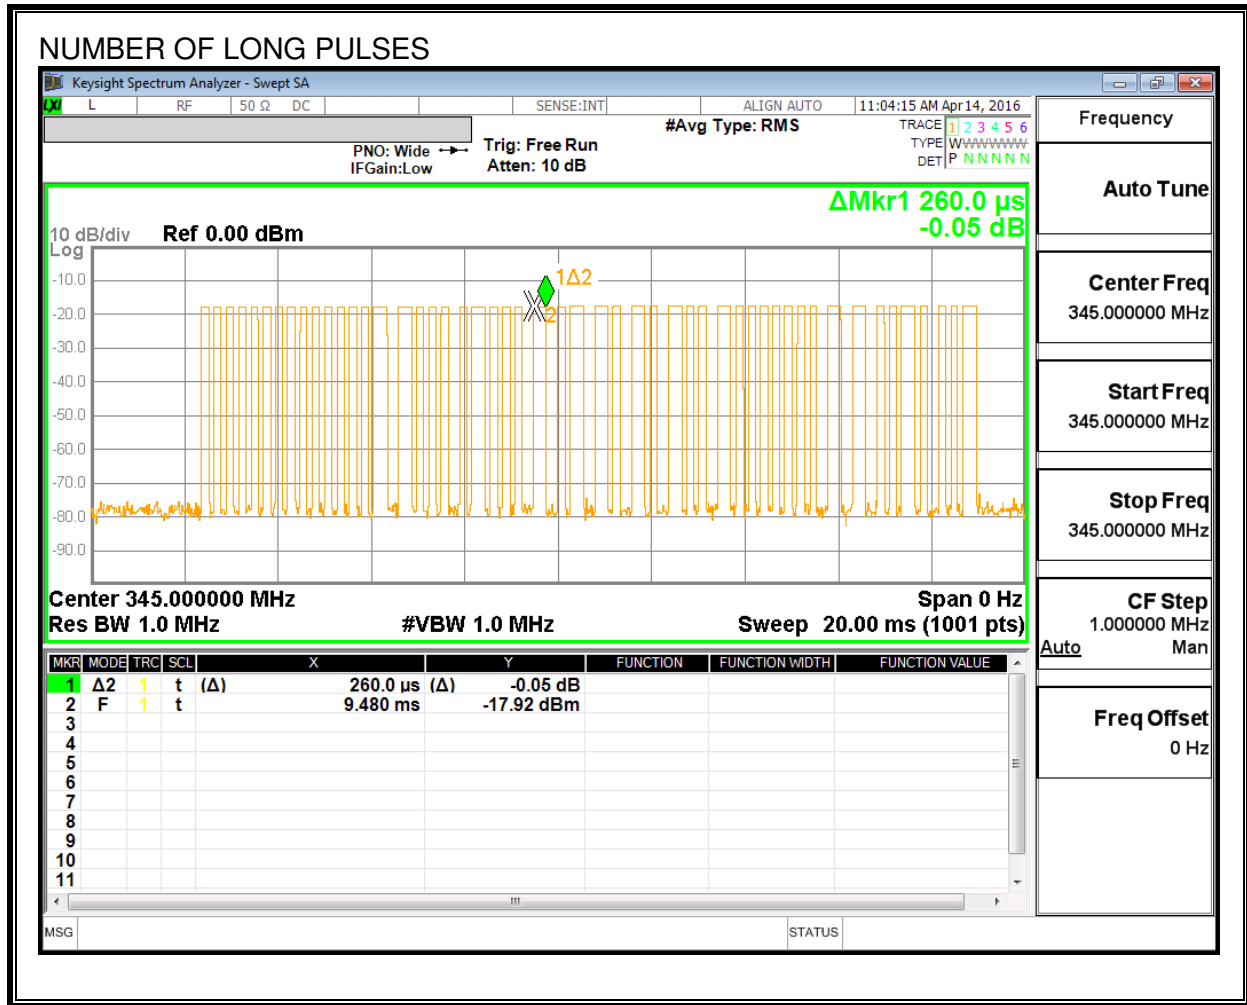 NUMBER OF LONG PULSES
Keysight Spectrum Analyzer - Swept SA
LXI L RF 50 Ω DC SENSE:INT ALIGN AUTO 11:04:15 AM Apr 14, 2016
PNO: Wide
IFGain:Low
Trig: Free Run
Atten: 10 dB
#Avg Type: RMS
TRACE 1 2 3 4 5 6
TYPE WWWWWW
DET P N N N N N
ΔMkr1 260.0 µs
-0.05 dB
10 dB/div Ref 0.00 dBm
Log
-10.0
-20.0
-30.0
-40.0
-50.0
-60.0
-70.0
-80.0
-90.0
1Δ2
2
Center 345.000000 MHz Span 0 Hz
Res BW 1.0 MHz #VBW 1.0 MHz Sweep 20.00 ms (1001 pts)
MKR MODE TRC SCL X Y FUNCTION FUNCTION WIDTH FUNCTION VALUE
1 Δ2 1 t (Δ) 260.0 µs (Δ) -0.05 dB
2 F 1 t 9.480 ms -17.92 dBm
3
4
5
6
7
8
9
10
11
MSG STATUS
Frequency
Auto Tune
Center Freq
345.000000 MHz
Start Freq
345.000000 MHz
Stop Freq
345.000000 MHz
CF Step
1.000000 MHz
Auto Man
Freq Offset
0 Hz